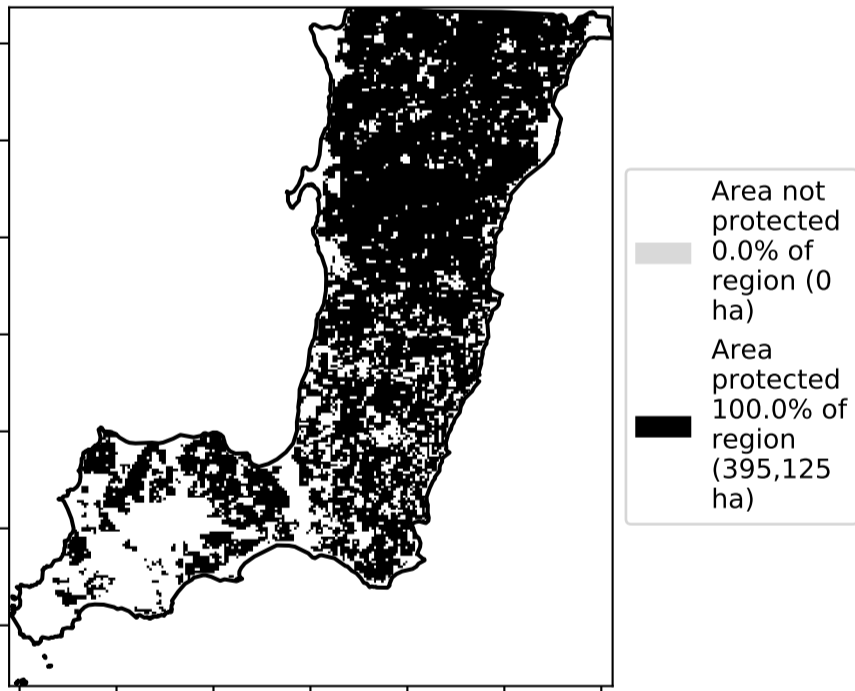 Area not
protected
0.0% of
region (0
ha)
Area
protected
100.0% of
region
(395,125
ha)